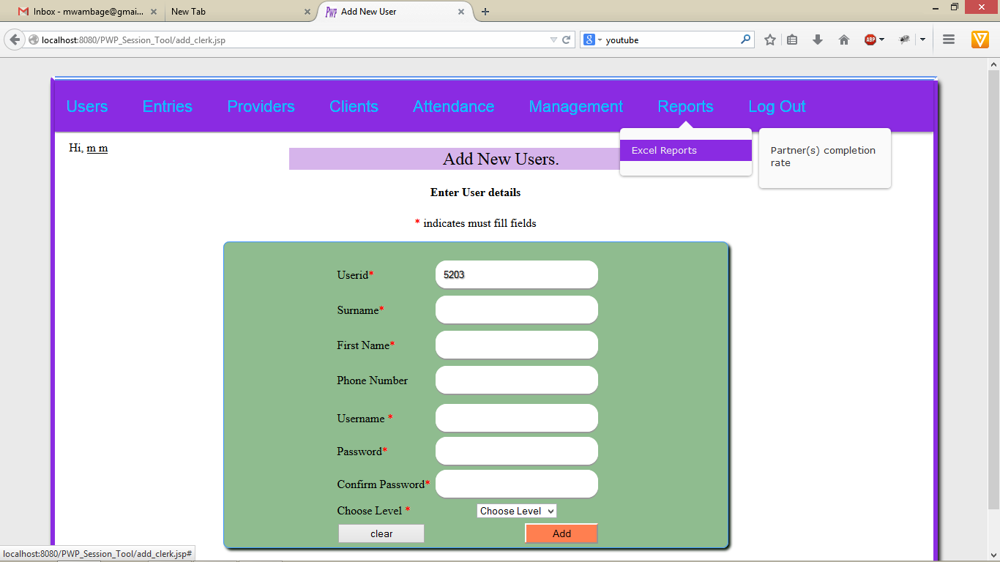 Inbox - mwambage@gmai...
New Tab
PWP Add New User
localhost:8080/PWP_Session_Tool/add_clerk.jsp
8 youtube
ABP
Users Entries Providers Clients Attendance Management Reports Log Out
Hi, m m
Excel Reports
Partner(s) completion
rate
Add New Users.
Enter User details
* indicates must fill fields
Userid* 5203
Surname*
First Name*
Phone Number
Username *
Password*
Confirm Password*
Choose Level * Choose Level
clear Add
localhost:8080/PWP_Session_Tool/add_clerk.jsp#